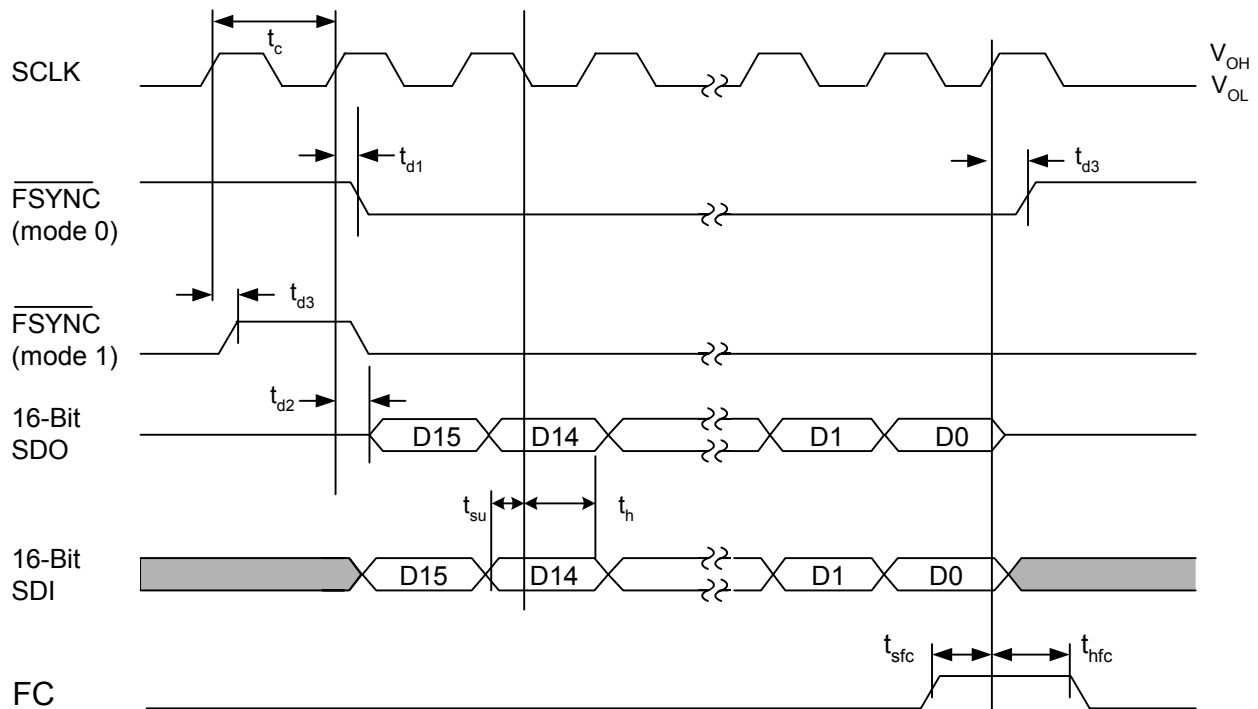 t_c
SCLK
V_OH
V_OL
t_d1
t_d3
FSYNC
(mode 0)
t_d3
FSYNC
(mode 1)
t_d2
16-Bit
SDO
D15 D14 D1 D0
t_su t_h
16-Bit
SDI
D15 D14 D1 D0
t_sfc t_hfc
FC